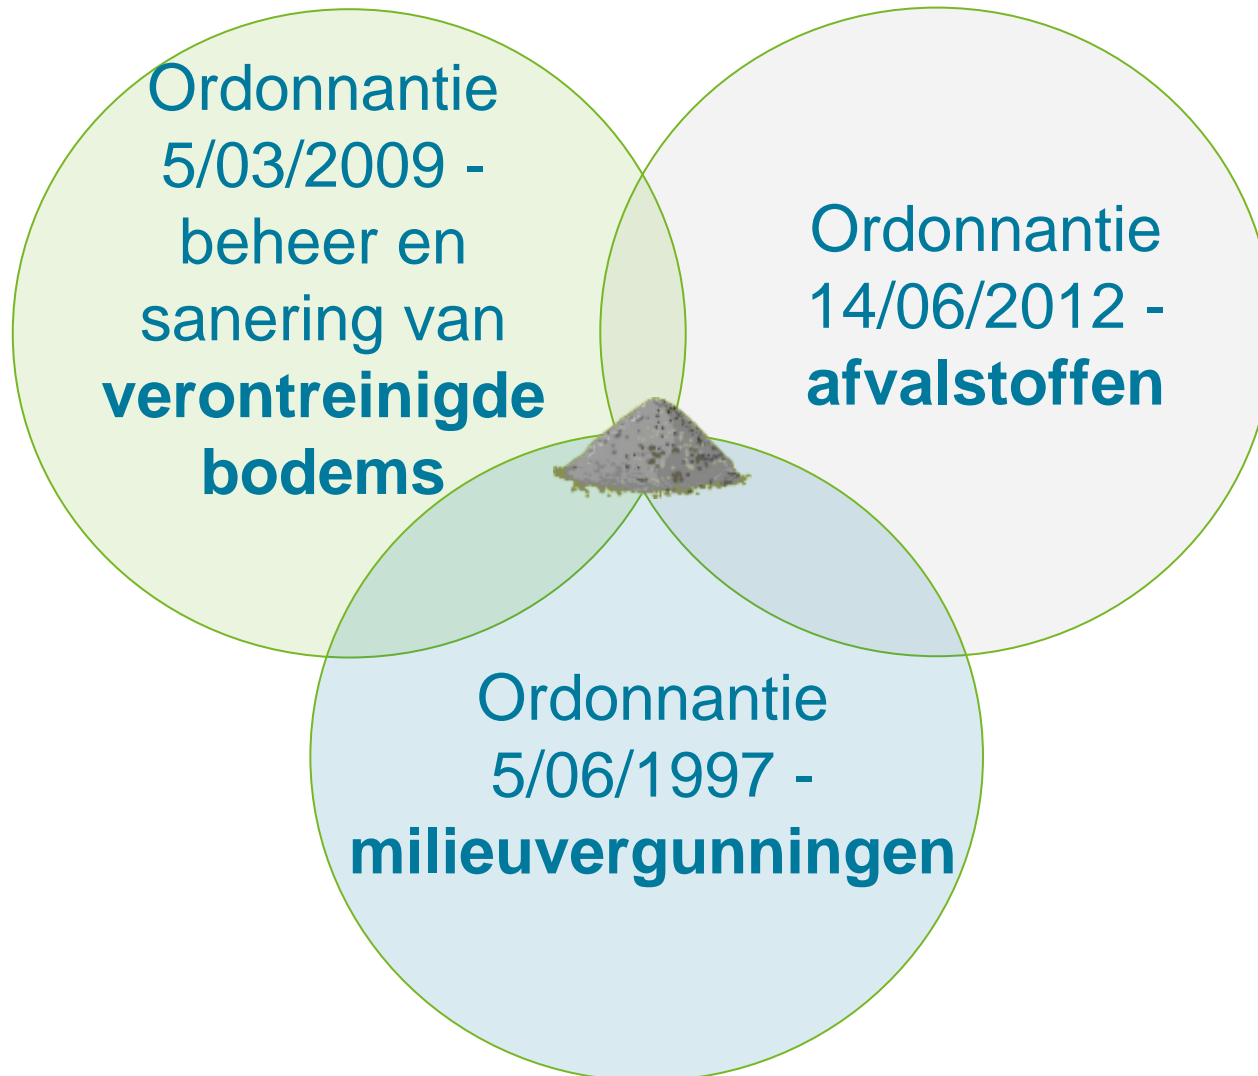 Ordonnantie
5/03/2009 -
beheer en
sanering van
verontreinigde
bodems
Ordonnantie
14/06/2012 -
afvalstoffen
Ordonnantie
5/06/1997 -
milieuvergunningen